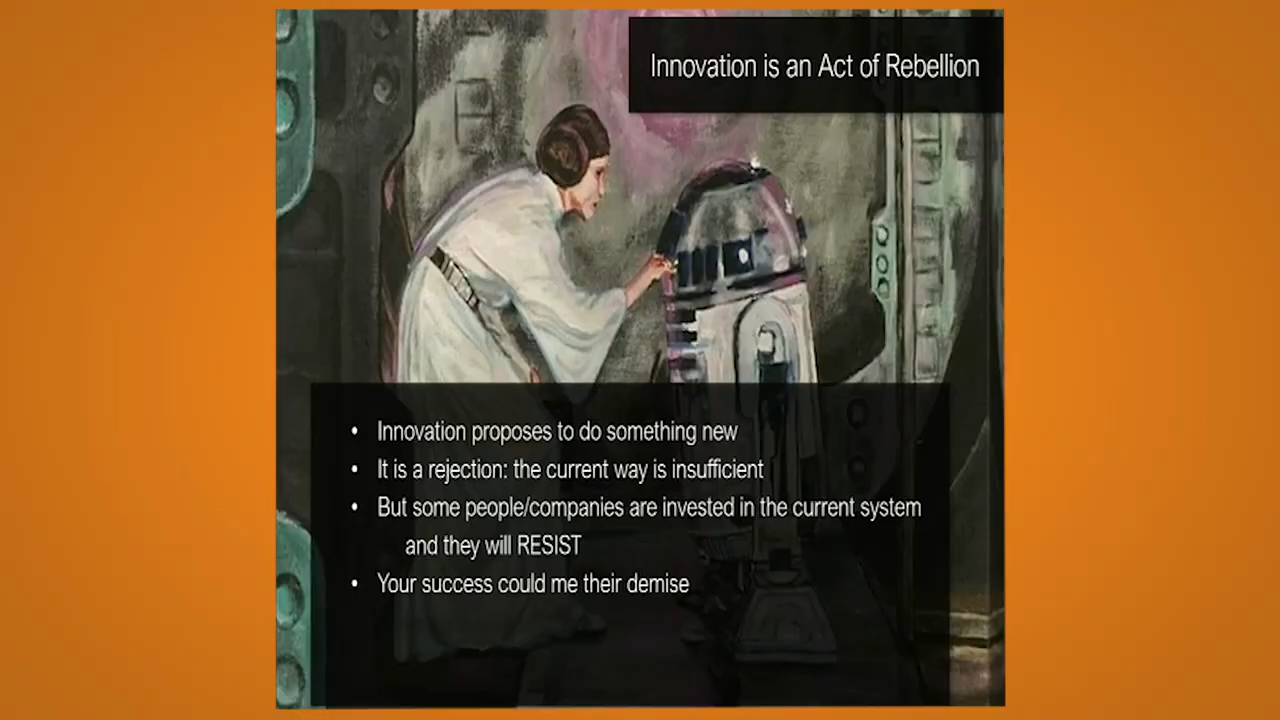 Innovation is an Act of Rebellion
• Innovation proposes to do something new
• It is a rejection: the current way is insufficient
• But some people/companies are invested in the current system
and they will RESIST
• Your success could me their demise